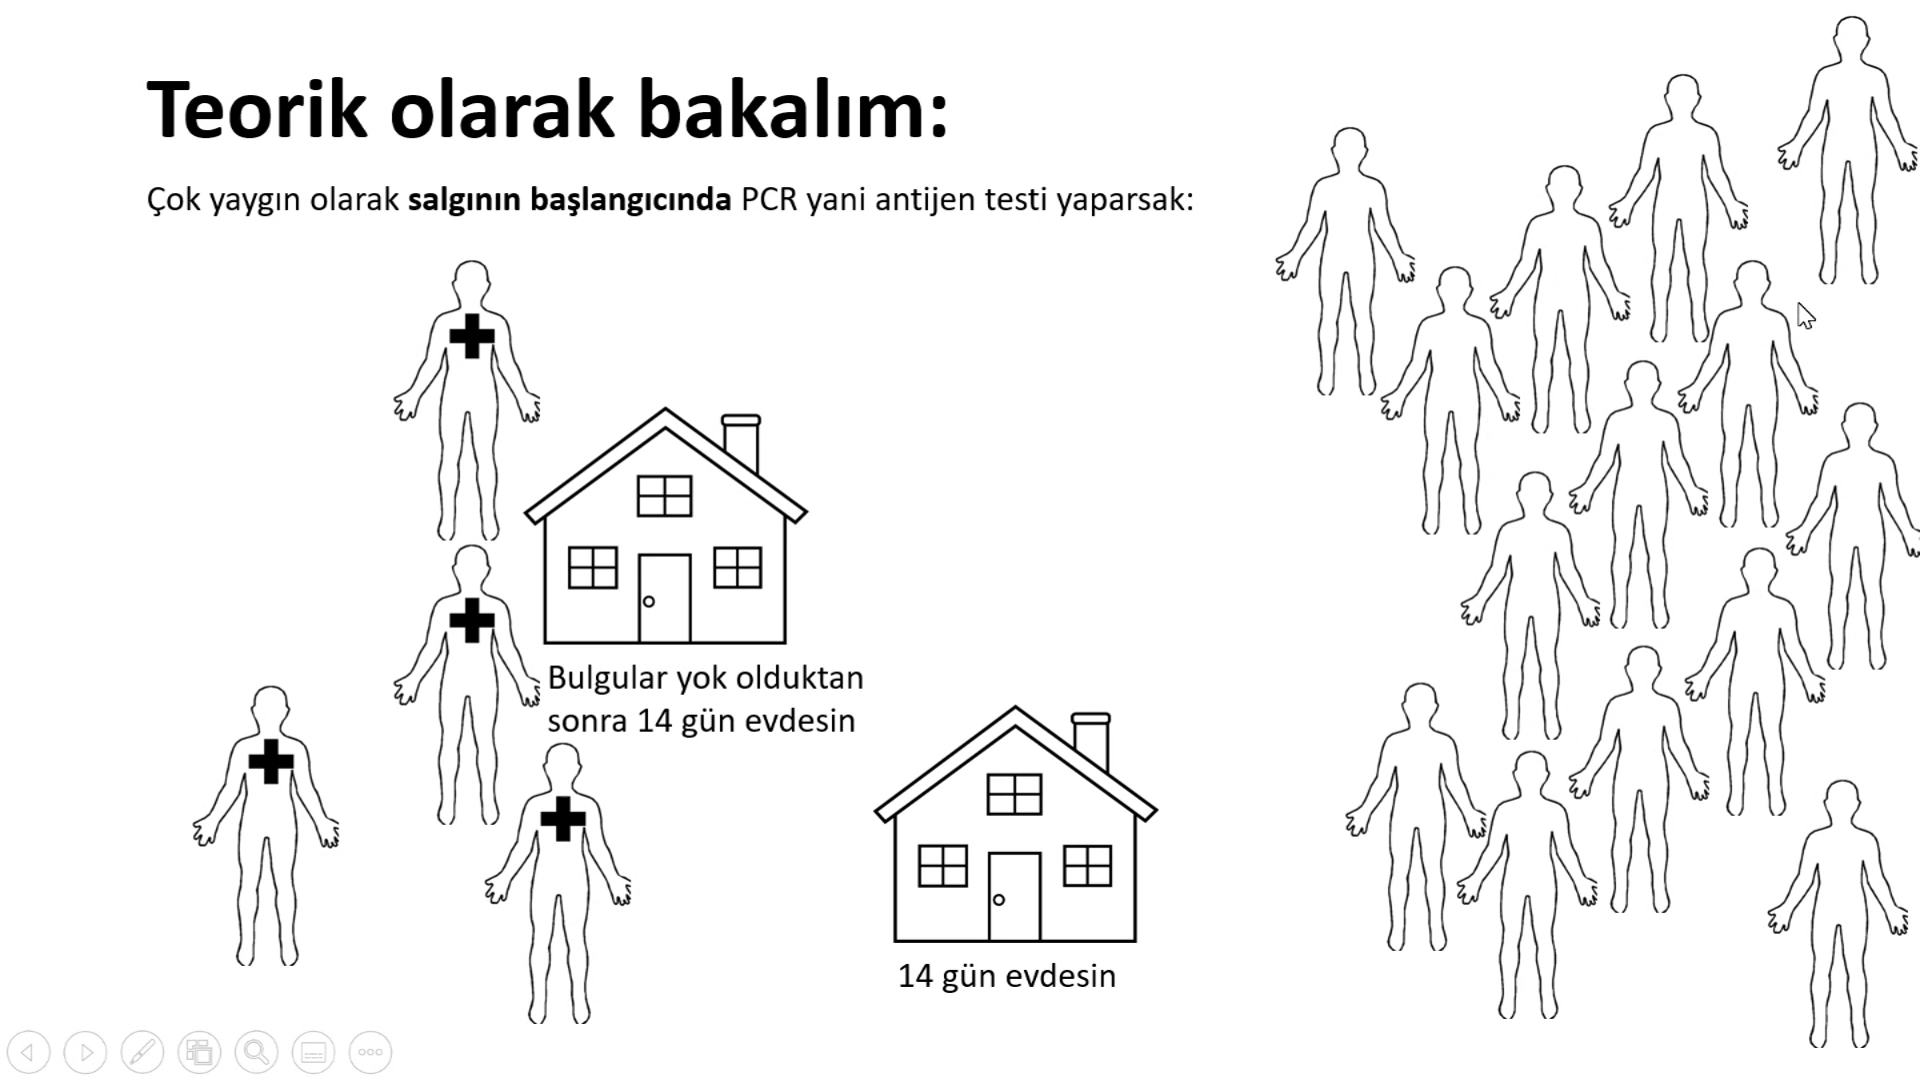 Teorik olarak bakalım:
Çok yaygın olarak salgının başlangıcında PCR yani antijen testi yaparsak:
Bulgular yok olduktan
sonra 14 gün evdesin
14 gün evdesin